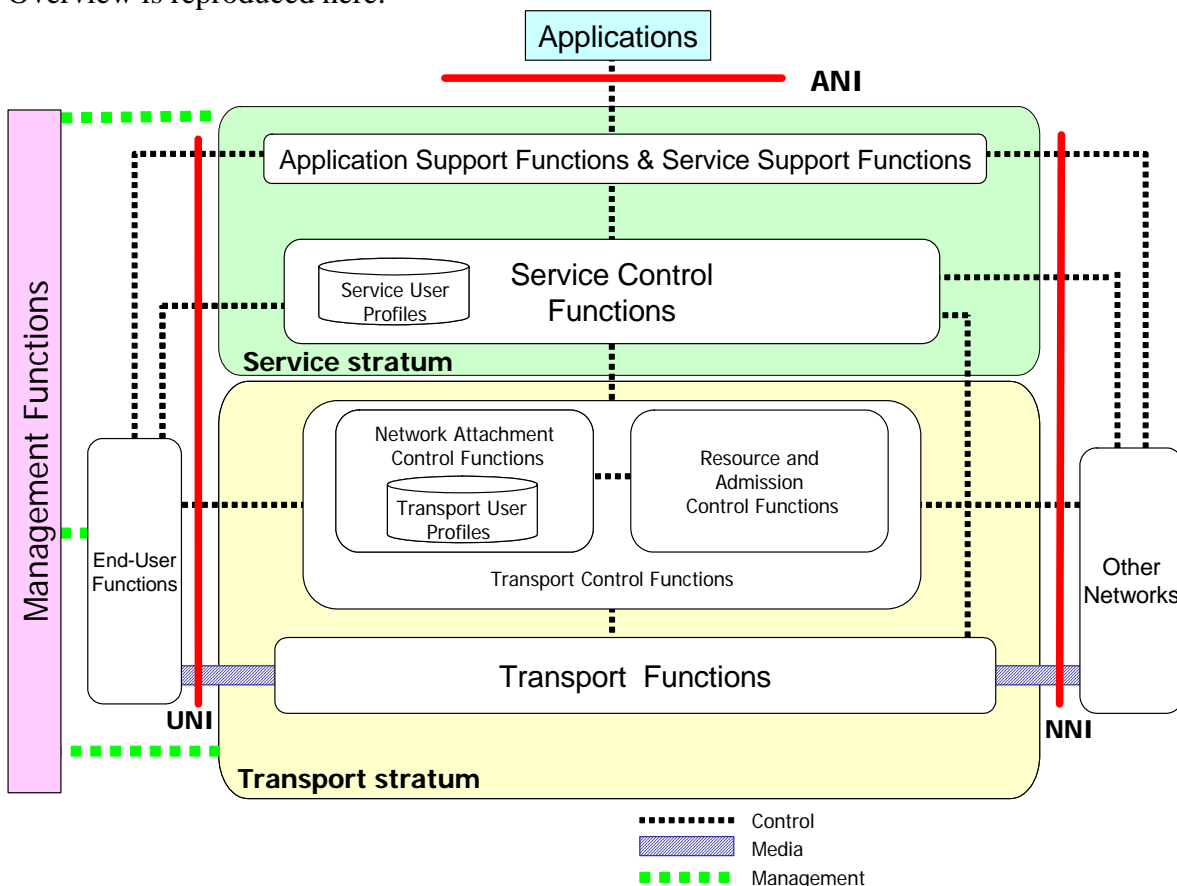 Overview is reproduced here:
Applications
ANI
Application Support Functions & Service Support Functions
Service Control
Functions
Service User
Profiles
Service stratum
Management Functions
Network Attachment
Control Functions
Transport User
Profiles
Resource and
Admission
Control Functions
Transport Control Functions
End-User
Functions
Other
Networks
Transport Functions
UNI
NNI
Transport stratum
Control
Media
Management